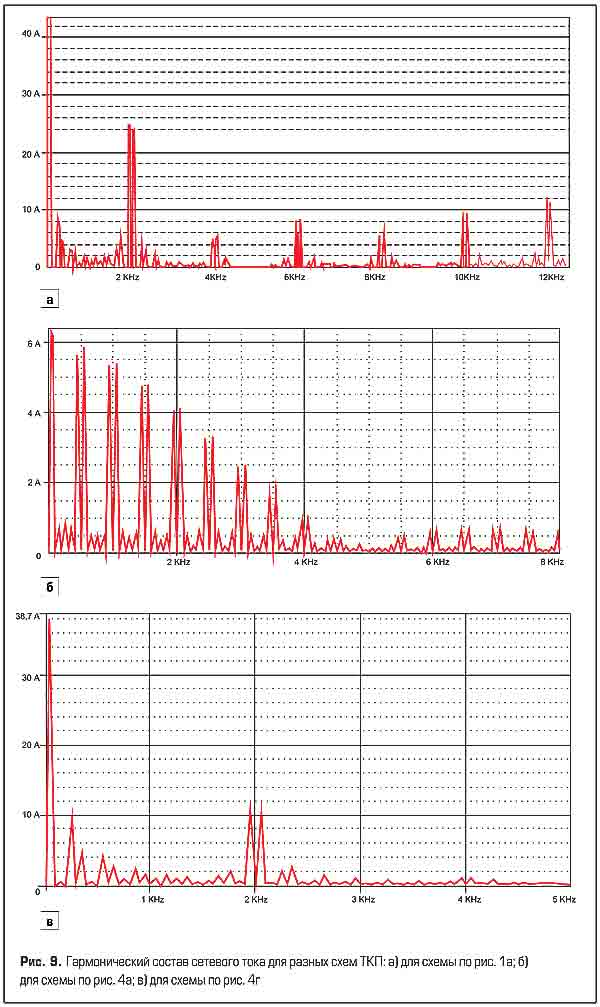 40 A
30 A
20 A
10 A
0
2 KHz
4KHz
6KHz
8KHz
10KHz
12KHz
а
6 A
4 A
2 A
0
2 KHz
4 KHz
6 KHz
8 KHz
б
38,7 A
30 A
20 A
10 A
0
1 KHz
2 KHz
3 KHz
4 KHz
5 KHz
в
Рис. 9. Гармонический состав сетевого тока для разных схем ТКП: а) для схемы по рис. 1а; б)
для схемы по рис. 4а; в) для схемы по рис. 4г